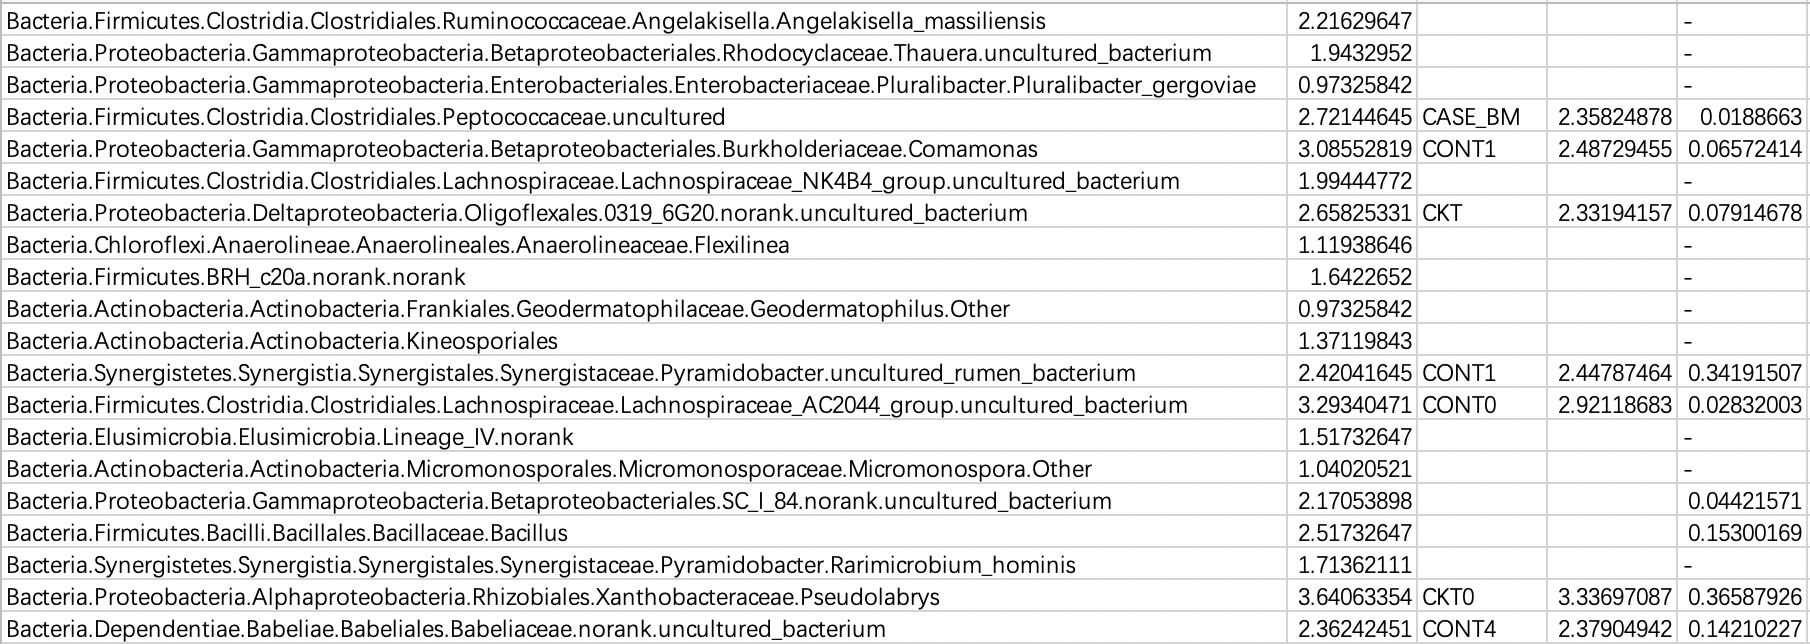 Bacteria.Firmicutes.Clostridia.Clostridiales.Ruminococcaceae.Angelakisella.Angelakisella_massiliensis 2.21629647 -
Bacteria.Proteobacteria.Gammaproteobacteria.Betaproteobacteriales.Rhodocyclaceae.Thauera.uncultured_bacterium 1.9432952 -
Bacteria.Proteobacteria.Gammaproteobacteria.Enterobacteriales.Enterobacteriaceae.Pluralibacter.Pluralibacter_gergoviae 0.97325842 -
Bacteria.Firmicutes.Clostridia.Clostridiales.Peptococcaceae.uncultured 2.72144645 CASE_BM 2.35824878 0.0188663
Bacteria.Proteobacteria.Gammaproteobacteria.Betaproteobacteriales.Burkholderiaceae.Comamonas 3.08552819 CONT1 2.48729455 0.06572414
Bacteria.Firmicutes.Clostridia.Clostridiales.Lachnospiraceae.Lachnospiraceae_NK4B4_group.uncultured_bacterium 1.99444772 -
Bacteria.Proteobacteria.Deltaproteobacteria.Oligoflexales.0319_6G20.norank.uncultured_bacterium 2.65825331 CKT 2.33194157 0.07914678
Bacteria.Chloroflexi.Anaerolineae.Anaerolineales.Anaerolineaceae.Flexilinea 1.11938646 -
Bacteria.Firmicutes.BRH_c20a.norank.norank 1.6422652 -
Bacteria.Actinobacteria.Actinobacteria.Frankiales.Geodermatophilaceae.Geodermatophilus.Other 0.97325842 -
Bacteria.Actinobacteria.Actinobacteria.Kineosporiales 1.37119843 -
Bacteria.Synergistetes.Synergistia.Synergistales.Synergistaceae.Pyramidobacter.uncultured_rumen_bacterium 2.42041645 CONT1 2.44787464 0.34191507
Bacteria.Firmicutes.Clostridia.Clostridiales.Lachnospiraceae.Lachnospiraceae_AC2044_group.uncultured_bacterium 3.29340471 CONT0 2.92118683 0.02832003
Bacteria.Elusimicrobia.Elusimicrobia.Lineage_IV.norank 1.51732647 -
Bacteria.Actinobacteria.Actinobacteria.Micromonosporales.Micromonosporaceae.Micromonospora.Other 1.04020521 -
Bacteria.Proteobacteria.Gammaproteobacteria.Betaproteobacteriales.SC_I_84.norank.uncultured_bacterium 2.17053898 0.04421571
Bacteria.Firmicutes.Bacilli.Bacillales.Bacillaceae.Bacillus 2.51732647 0.15300169
Bacteria.Synergistetes.Synergistia.Synergistales.Synergistaceae.Pyramidobacter.Rarimicrobium_hominis 1.71362111 -
Bacteria.Proteobacteria.Alphaproteobacteria.Rhizobiales.Xanthobacteraceae.Pseudolabrys 3.64063354 CKT0 3.33697087 0.36587926
Bacteria.Dependentiae.Babeliae.Babeliales.Babeliaceae.norank.uncultured_bacterium 2.36242451 CONT4 2.37904942 0.14210227